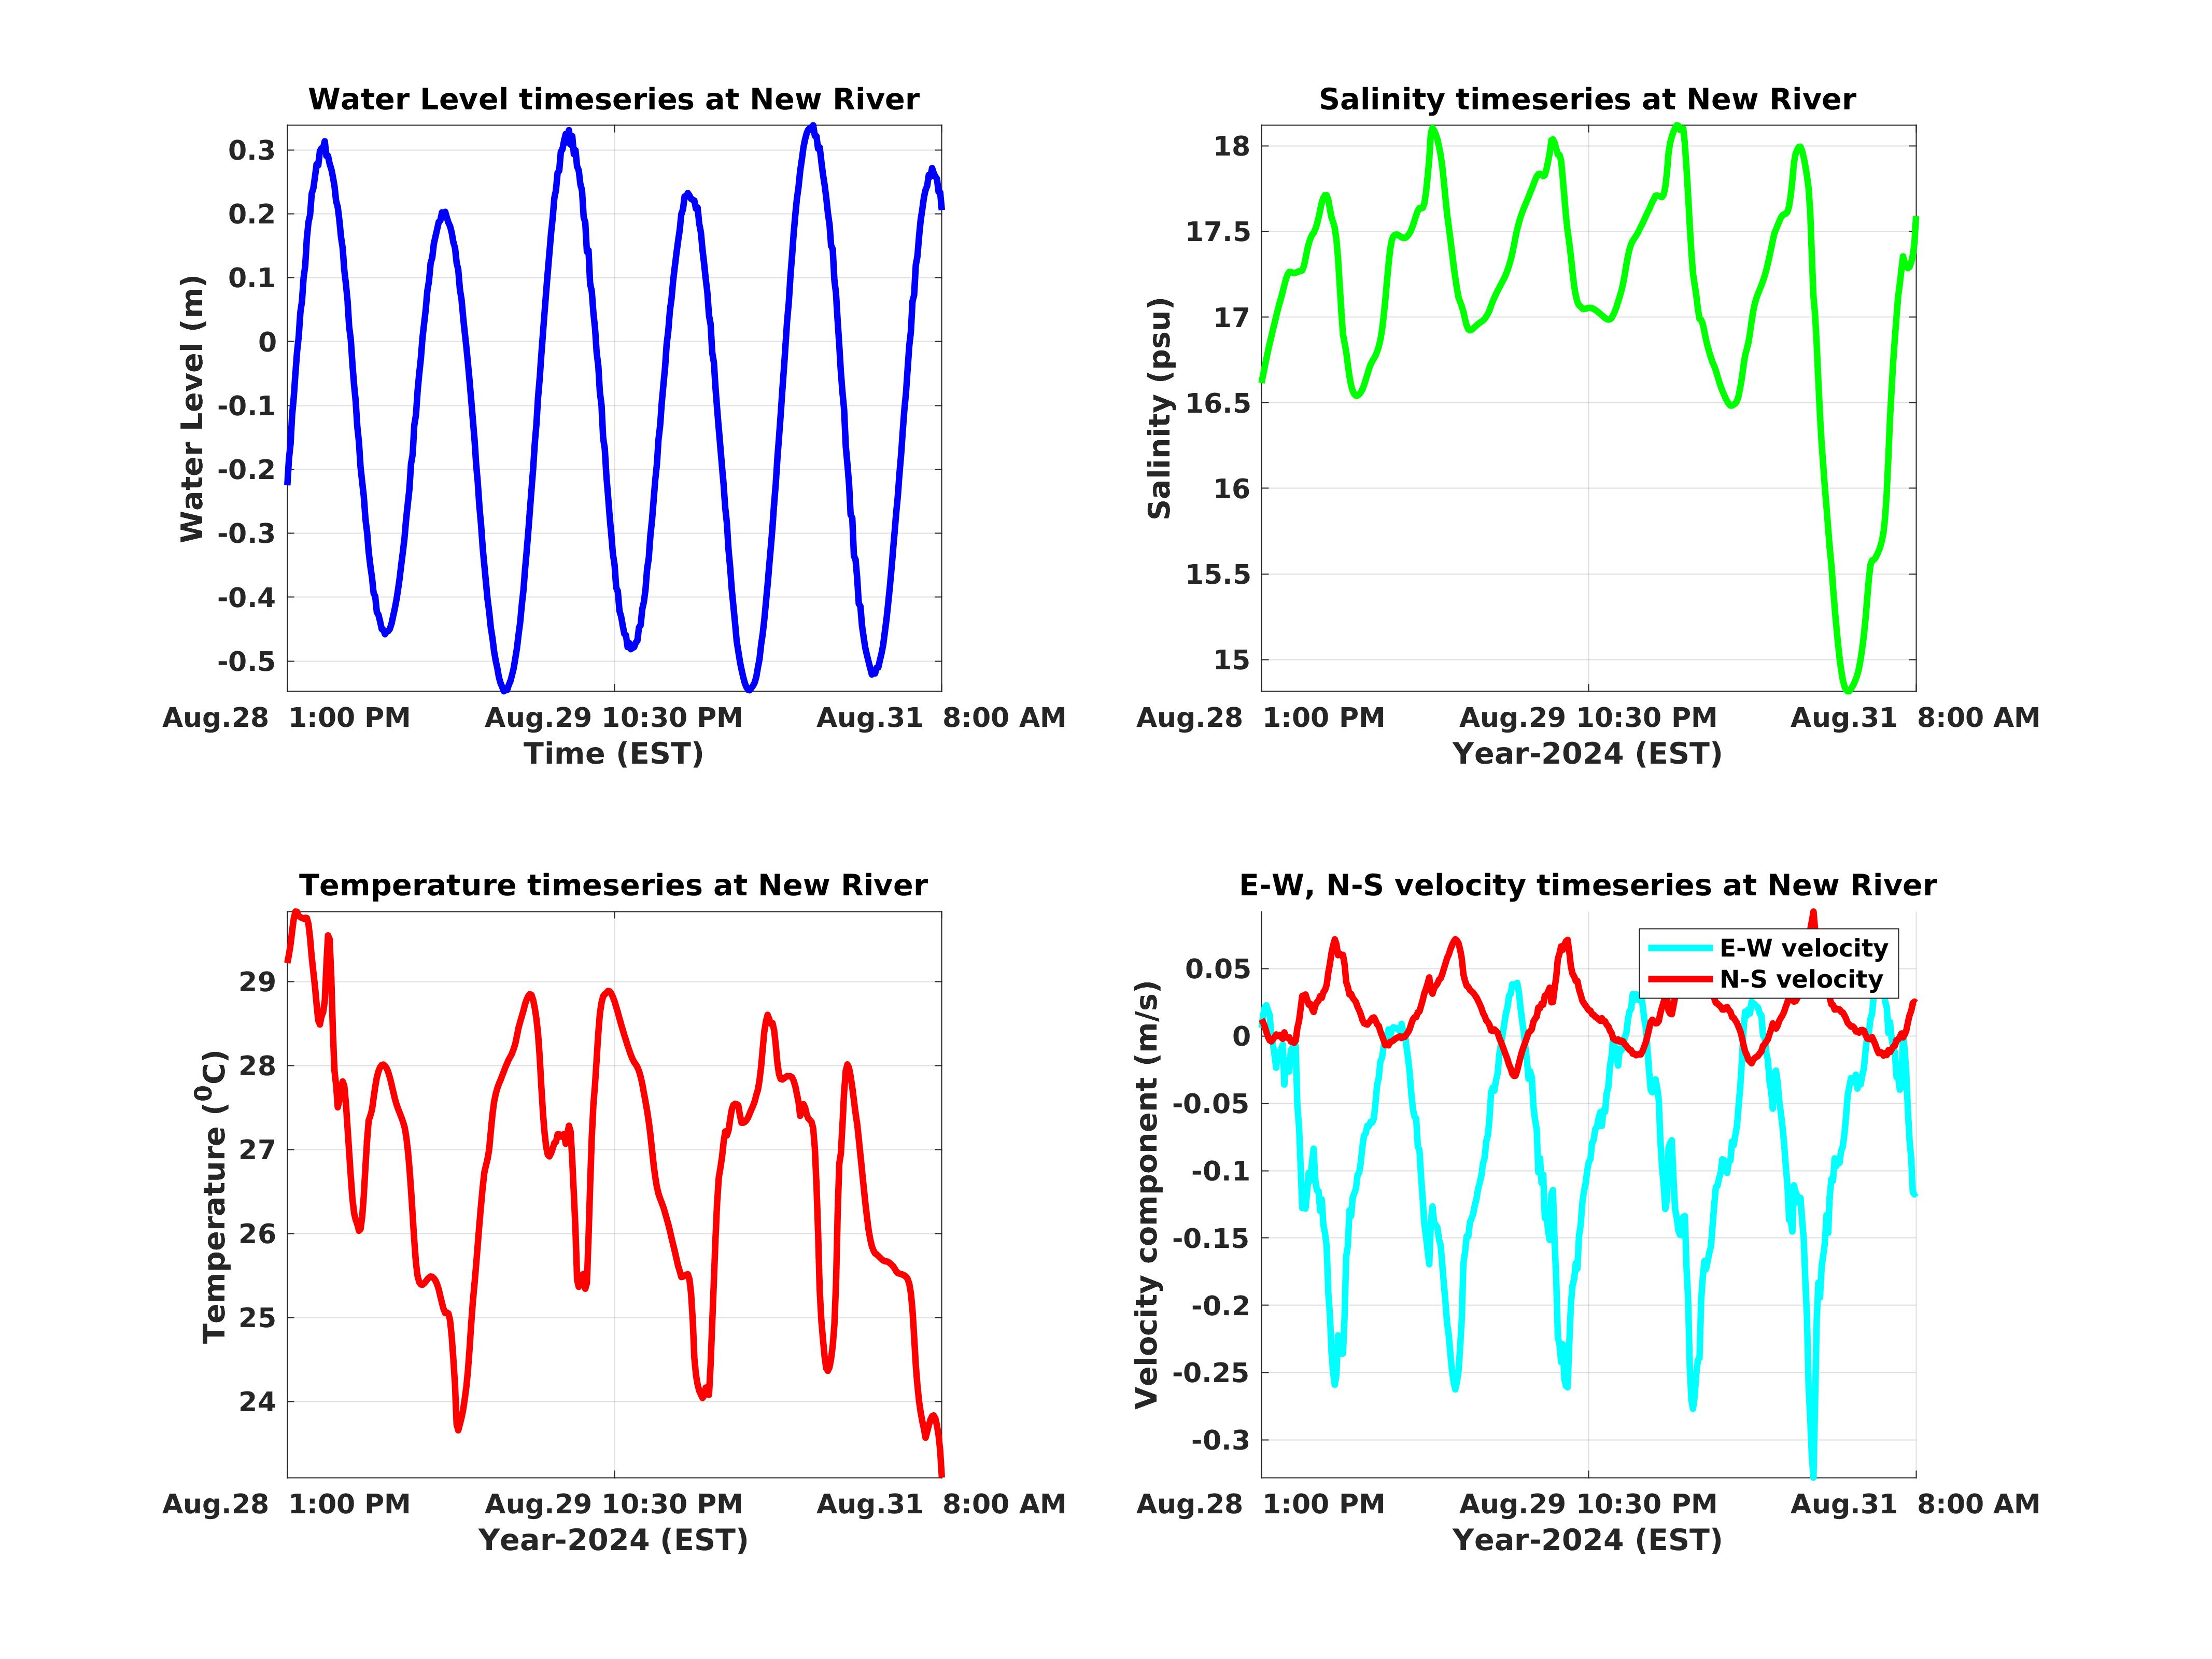 Water Level timeseries at New River
Water Level (m)
0.3
0.2
0.1
0
-0.1
-0.2
-0.3
-0.4
-0.5
Aug.28 1:00 PM
Aug.29 10:30 PM
Aug.31 8:00 AM
Time (EST)
Salinity timeseries at New River
Salinity (psu)
18
17.5
17
16.5
16
15.5
15
Aug.28 1:00 PM
Aug.29 10:30 PM
Aug.31 8:00 AM
Year-2024 (EST)
Temperature timeseries at New River
Temperature (⁰C)
29
28
27
26
25
24
Aug.28 1:00 PM
Aug.29 10:30 PM
Aug.31 8:00 AM
Year-2024 (EST)
E-W, N-S velocity timeseries at New River
Velocity component (m/s)
E-W velocity
N-S velocity
0.05
0
-0.05
-0.1
-0.15
-0.2
-0.25
-0.3
Aug.28 1:00 PM
Aug.29 10:30 PM
Aug.31 8:00 AM
Year-2024 (EST)